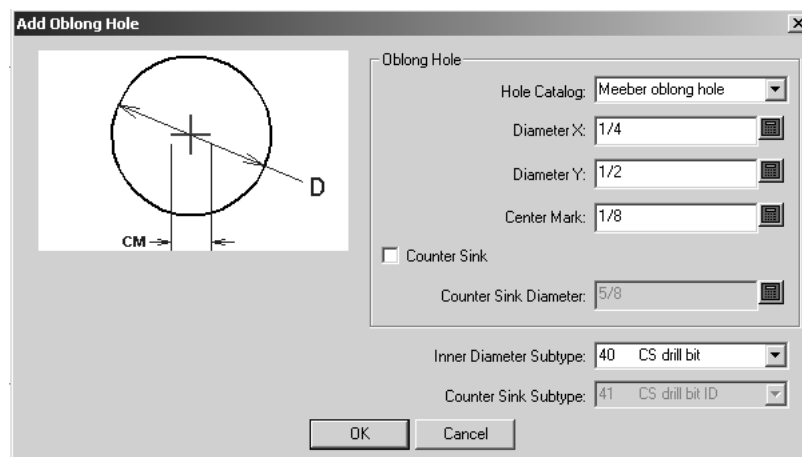 Add Oblong Hole
D
CM
Oblong Hole
Hole Catalog: Meeber oblong hole
Diameter X: 1/4
Diameter Y: 1/2
Center Mark: 1/8
Counter Sink
Counter Sink Diameter: 5/8
Inner Diameter Subtype: 40 CS drill bit
Counter Sink Subtype: 41 CS drill bit ID
OK Cancel